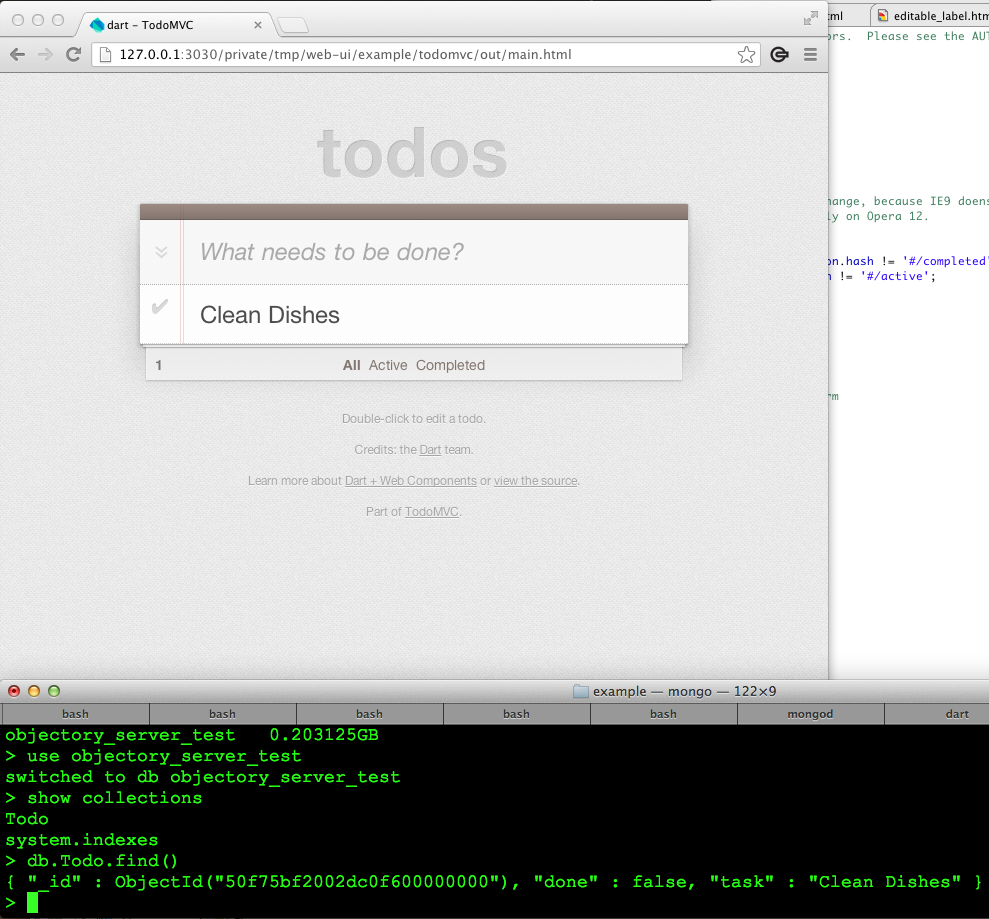 dart – TodoMVC
ml
editable_label.htm
127.0.0.1:3030/private/tmp/web-ui/example/todomvc/out/main.html
ors. Please see the AUT
todos
hange, because IE9 doens
ly on Opera 12.
What needs to be done?
on.hash != '#/completed'
!= '#/active';
Clean Dishes
1 All Active Completed
rm
Double-click to edit a todo.
Credits: the Dart team.
Learn more about Dart + Web Components or view the source.
Part of TodoMVC.
example — mongo — 122×9
bash bash bash bash bash mongod dart
objectory_server_test 0.203125GB
> use objectory_server_test
switched to db objectory_server_test
> show collections
Todo
system.indexes
> db.Todo.find()
{ "_id" : ObjectId("50f75bf2002dc0f600000000"), "done" : false, "task" : "Clean Dishes" }
>